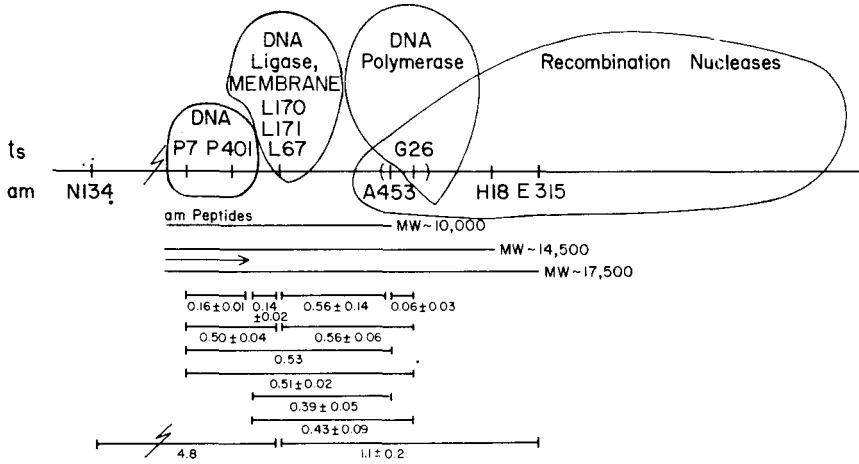 DNA
Ligase,
MEMBRANE
L170
L171
L67
DNA
Polymerase
Recombination Nucleases
DNA
P7 P401
G26
ts
am
N134
A453
H18 E 315
am Peptides
MW~10,000
MW~14,500
MW~17,500
0.16±0.01
0.14
±0.02
0.56±0.14
0.06±0.03
0.50±0.04
0.56±0.06
0.53
0.51±0.02
0.39±0.05
0.43±0.09
4.8
1.1±0.2